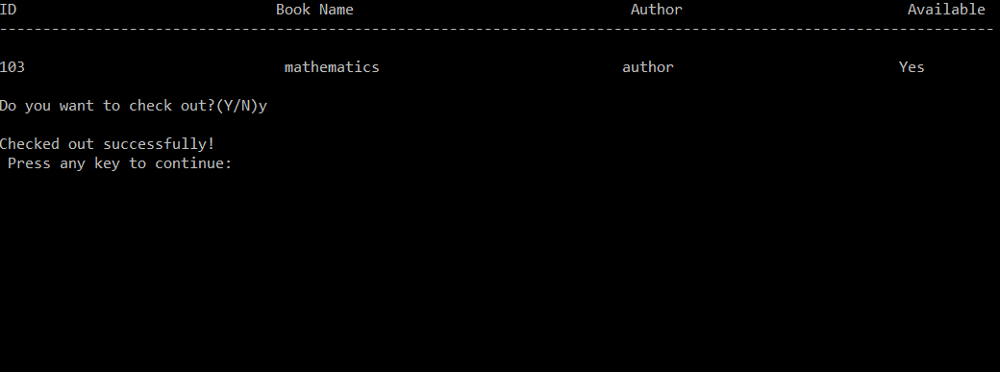 ID Book Name Author Available
-------------------------------------------------------------------------------------------------------------------
103 mathematics author Yes
Do you want to check out?(Y/N)y
Checked out successfully!
Press any key to continue: